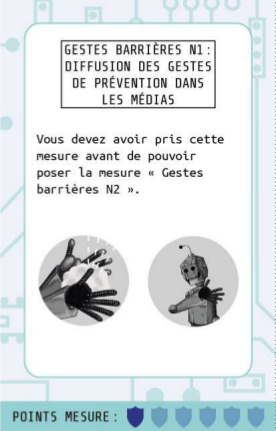 GESTES BARRIÈRES N1 :
DIFFUSION DES GESTES
DE PRÉVENTION DANS
LES MÉDIAS
Vous devez avoir pris cette
mesure avant de pouvoir
poser la mesure « Gestes
barrières N2 ».
POINTS MESURE :